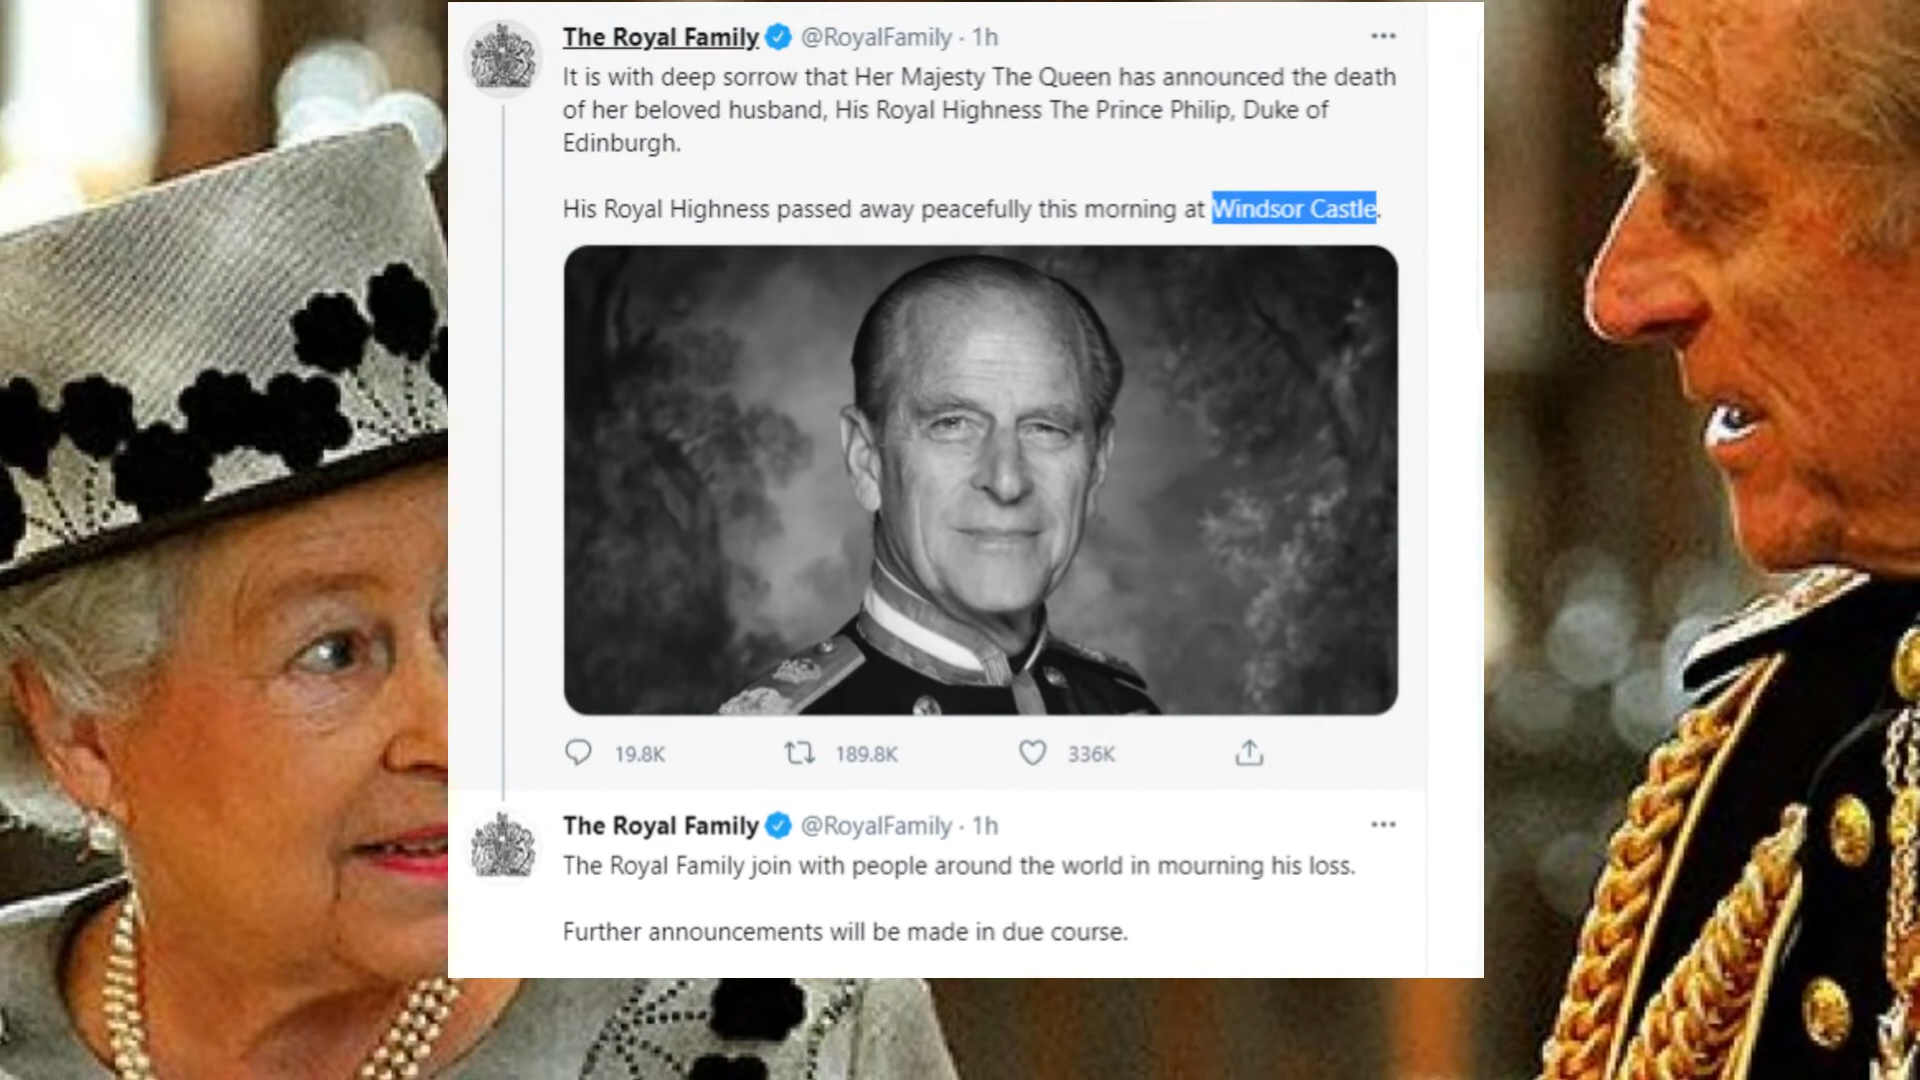 The Royal Family @RoyalFamily · 1h
It is with deep sorrow that Her Majesty The Queen has announced the death
of her beloved husband, His Royal Highness The Prince Philip, Duke of
Edinburgh.
His Royal Highness passed away peacefully this morning at Windsor Castle.
19.8K 189.8K 336K
The Royal Family @RoyalFamily · 1h
The Royal Family join with people around the world in mourning his loss.
Further announcements will be made in due course.